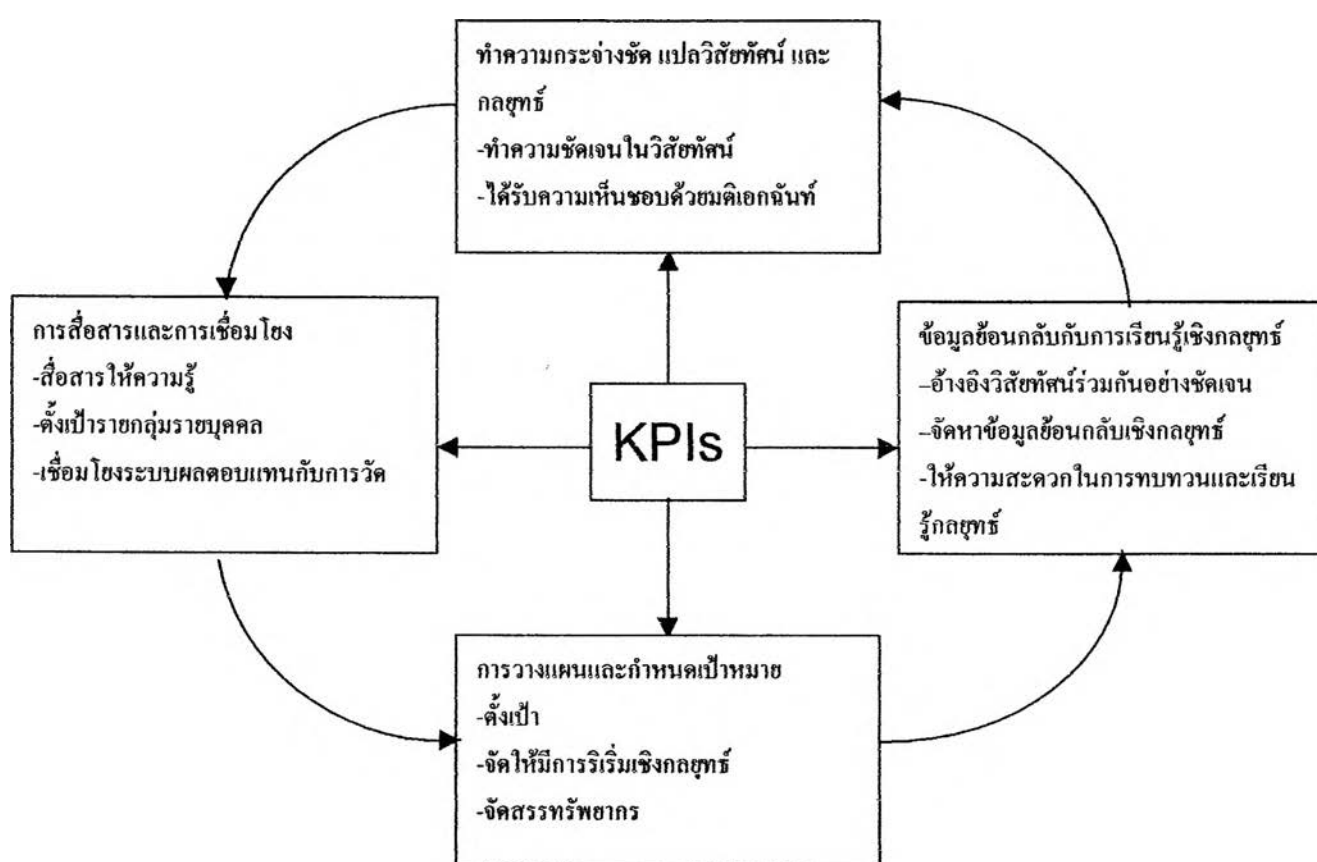 ทำความกระจ่างชัด แปลวิสัยทัศน์ และ
กลยุทธ์
-ทำความชัดเจนในวิสัยทัศน์
-ได้รับความเห็นชอบด้วยมติเอกฉันท์
การสื่อสารและการเชื่อมโยง
-สื่อสารให้ความรู้
-ตั้งเป้ารายกลุ่มรายบุคคล
-เชื่อมโยงระบบผลตอบแทนกับการวัด
KPIs
ข้อมูลย้อนกลับกับการเรียนรู้เชิงกลยุทธ์
–อ้างอิงวิสัยทัศน์ร่วมกันอย่างชัดเจน
–จัดหาข้อมูลย้อนกลับเชิงกลยุทธ์
-ให้ความสะดวกในการทบทวนและเรียน
รู้กลยุทธ์
การวางแผนและกำหนดเป้าหมาย
-ตั้งเป้า
-จัดให้มีการริเริ่มเชิงกลยุทธ์
-จัดสรรทรัพยากร